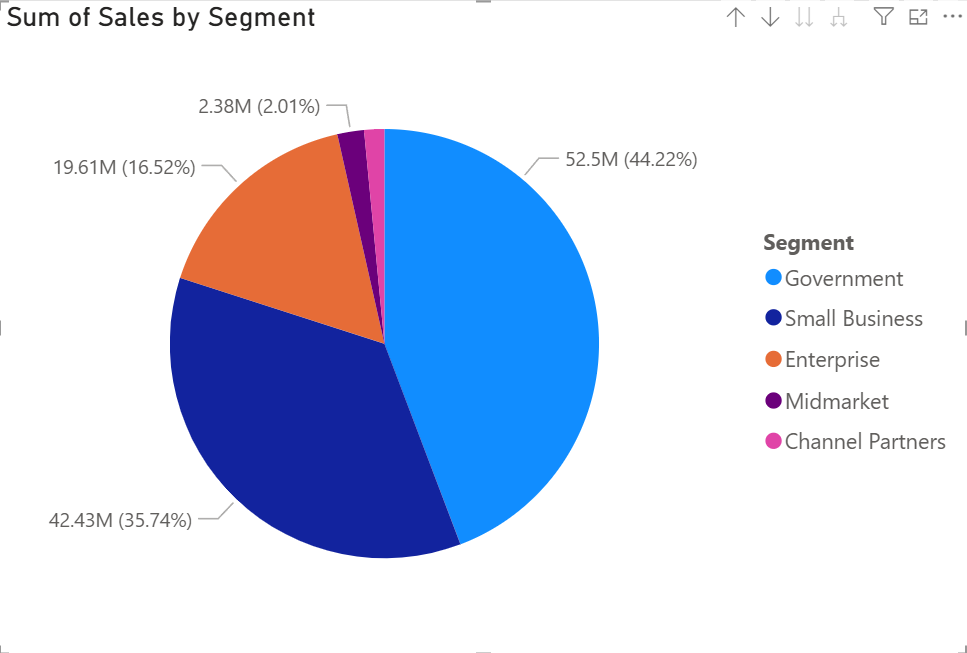 Sum of Sales by Segment
2.38M (2.01%)
19.61M (16.52%)
52.5M (44.22%)
42.43M (35.74%)
Segment
Government
Small Business
Enterprise
Midmarket
Channel Partners